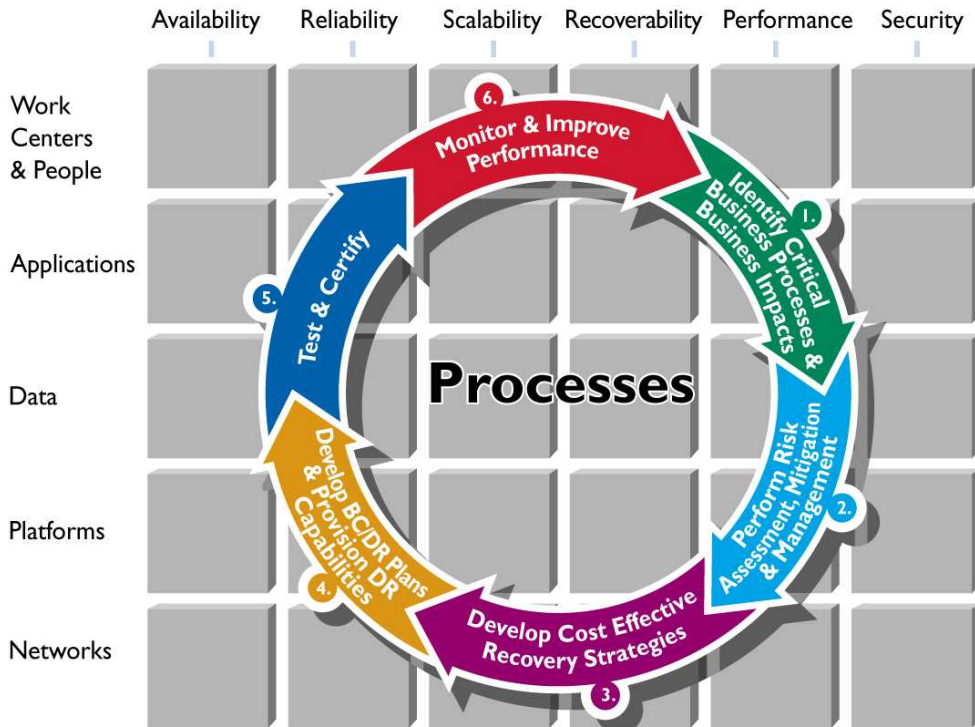 Availability Reliability Scalability Recoverability Performance Security
Work
Centers
& People
Applications
Data
Platforms
Networks
Processes
1.
Identify Critical
Business Processes &
Business Impacts
2.
Perform Risk
Assessment, Mitigation
& Management
3.
Develop Cost Effective
Recovery Strategies
4.
Develop BC/DR Plans
& Provision DR
Capabilities
5.
Test & Certify
6.
Monitor & Improve
Performance